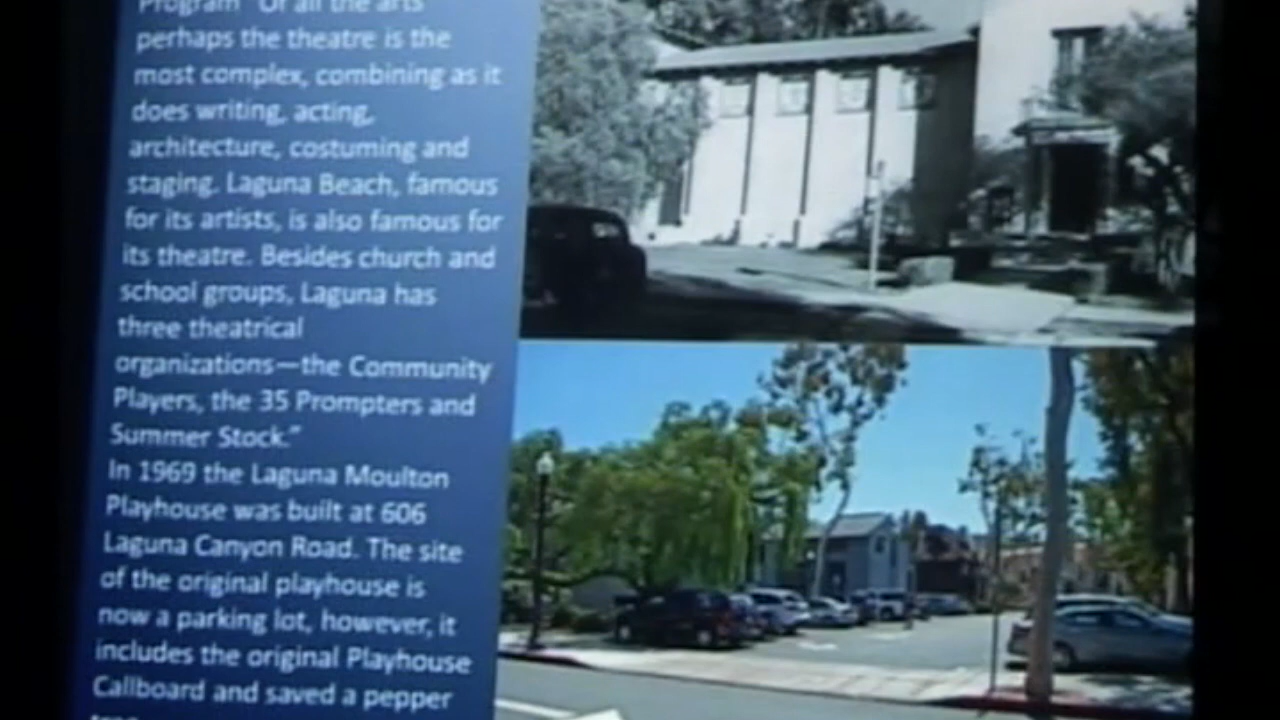 Program "Of all the arts
perhaps the theatre is the
most complex, combining as it
does writing, acting,
architecture, costuming and
staging. Laguna Beach, famous
for its artists, is also famous for
its theatre. Besides church and
school groups, Laguna has
three theatrical
organizations—the Community
Players, the 35 Prompters and
Summer Stock."
In 1969 the Laguna Moulton
Playhouse was built at 606
Laguna Canyon Road. The site
of the original playhouse is
now a parking lot, however, it
includes the original Playhouse
Callboard and saved a pepper